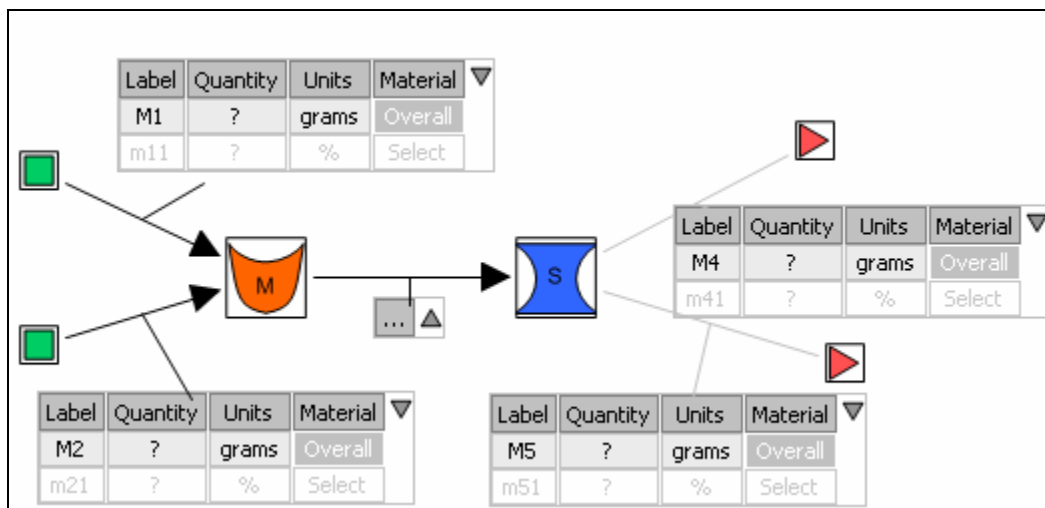 Label Quantity Units Material
M1 ? grams Overall
m11 ? % Select
Label Quantity Units Material
M4 ? grams Overall
m41 ? % Select
M
S
...
Label Quantity Units Material
M2 ? grams Overall
m21 ? % Select
Label Quantity Units Material
M5 ? grams Overall
m51 ? % Select